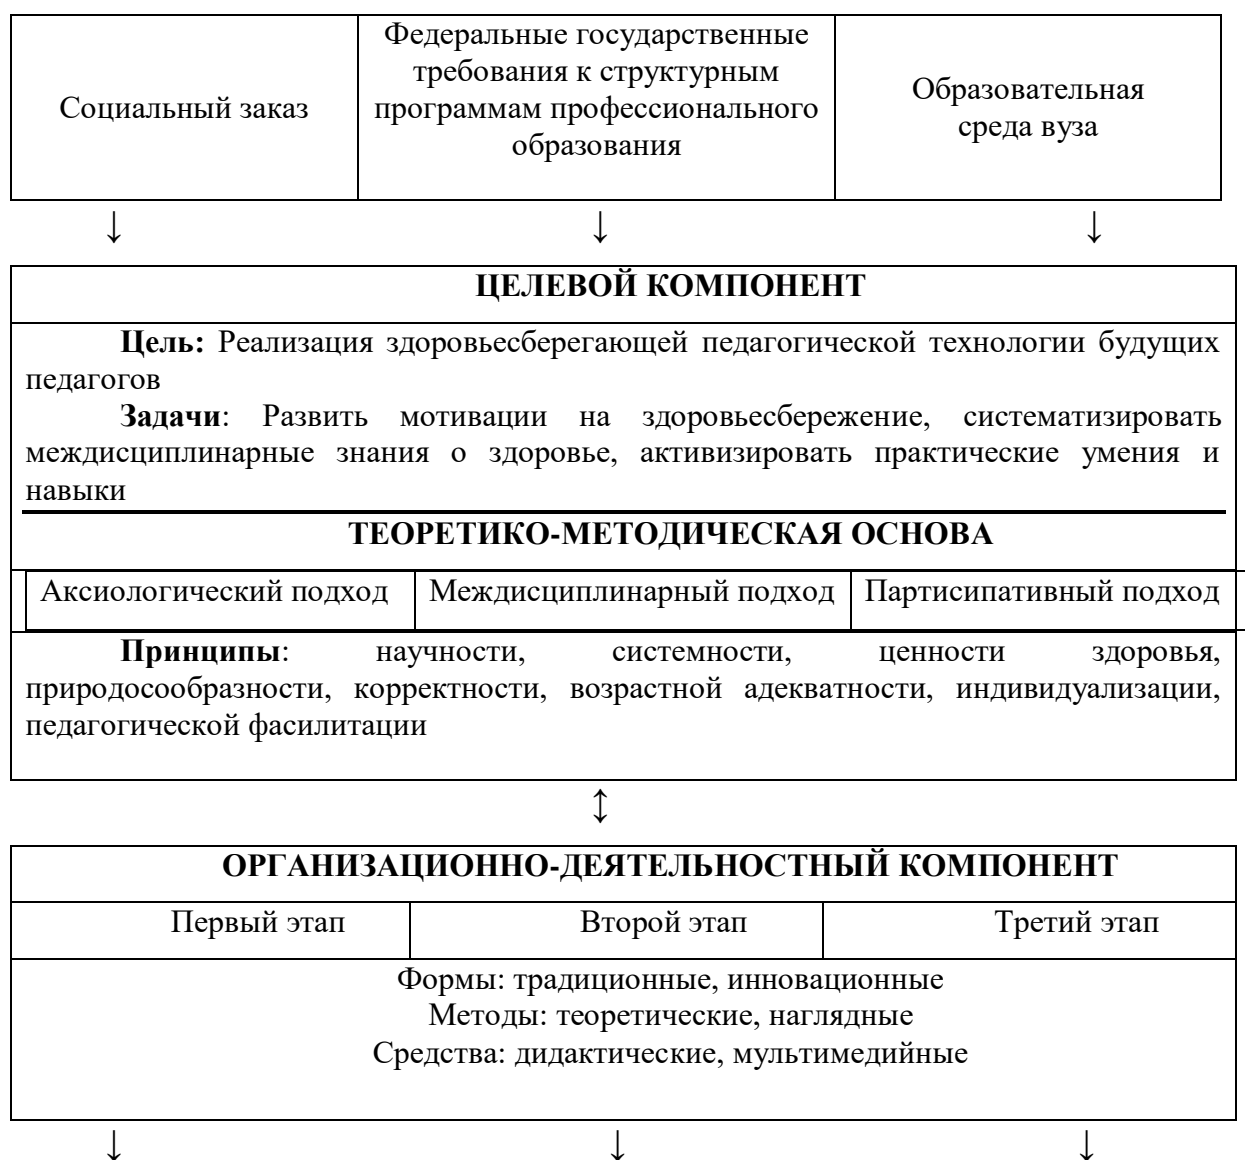 Социальный заказ
Федеральные государственные
требования к структурным
программам профессионального
образования
Образовательная
среда вуза
↓ ↓ ↓
ЦЕЛЕВОЙ КОМПОНЕНТ
Цель: Реализация здоровьесберегающей педагогической технологии будущих
педагогов
Задачи: Развить мотивации на здоровьесбережение, систематизировать
междисциплинарные знания о здоровье, активизировать практические умения и
навыки
ТЕОРЕТИКО-МЕТОДИЧЕСКАЯ ОСНОВА
Аксиологический подход
Междисциплинарный подход
Партисипативный подход
Принципы: научности, системности, ценности здоровья,
природосообразности, корректности, возрастной адекватности, индивидуализации,
педагогической фасилитации
↕
ОРГАНИЗАЦИОННО-ДЕЯТЕЛЬНОСТНЫЙ КОМПОНЕНТ
Первый этап
Второй этап
Третий этап
Формы: традиционные, инновационные
Методы: теоретические, наглядные
Средства: дидактические, мультимедийные
↓ ↓ ↓